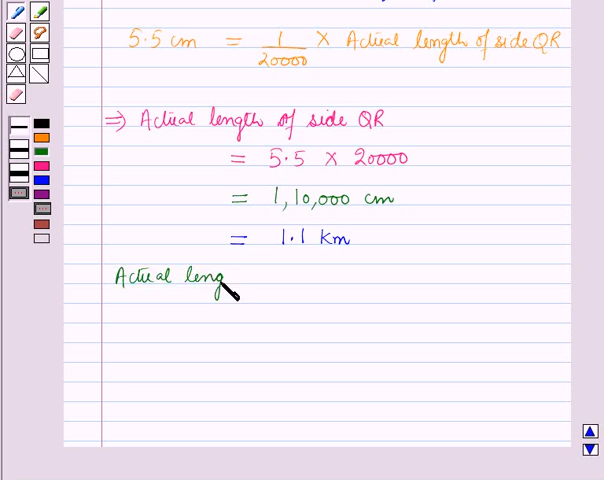 5.5 cm = 1/20000 × Actual length of side QR
⇒ Actual length of side QR
= 5.5 × 20000
= 1,10,000 cm
= 1.1 Km
Actual leng